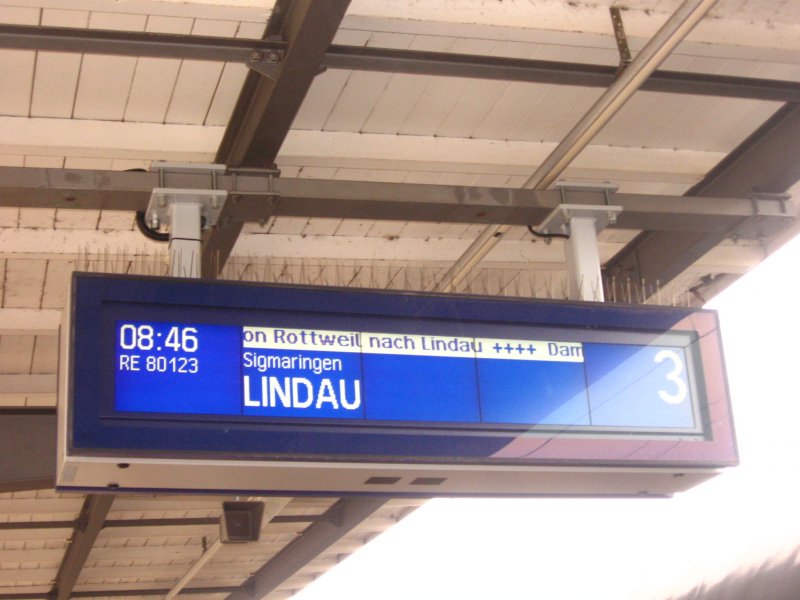 08:46
RE 80123
on Rottweil nach Lindau ++++ Dam
Sigmaringen
LINDAU
3